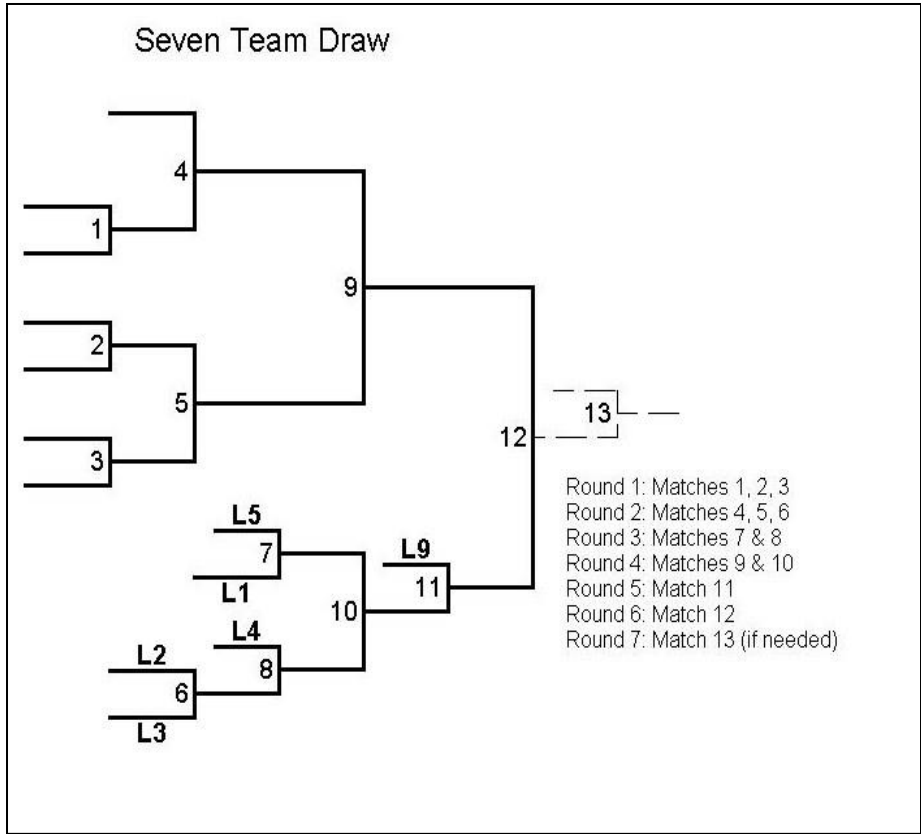 Seven Team Draw
4
1
9
2
5
13
12
3
Round 1: Matches 1, 2, 3
Round 2: Matches 4, 5, 6
Round 3: Matches 7 & 8
Round 4: Matches 9 & 10
Round 5: Match 11
Round 6: Match 12
Round 7: Match 13 (if needed)
L5
7
L9
L1
11
10
L4
L2
8
6
L3